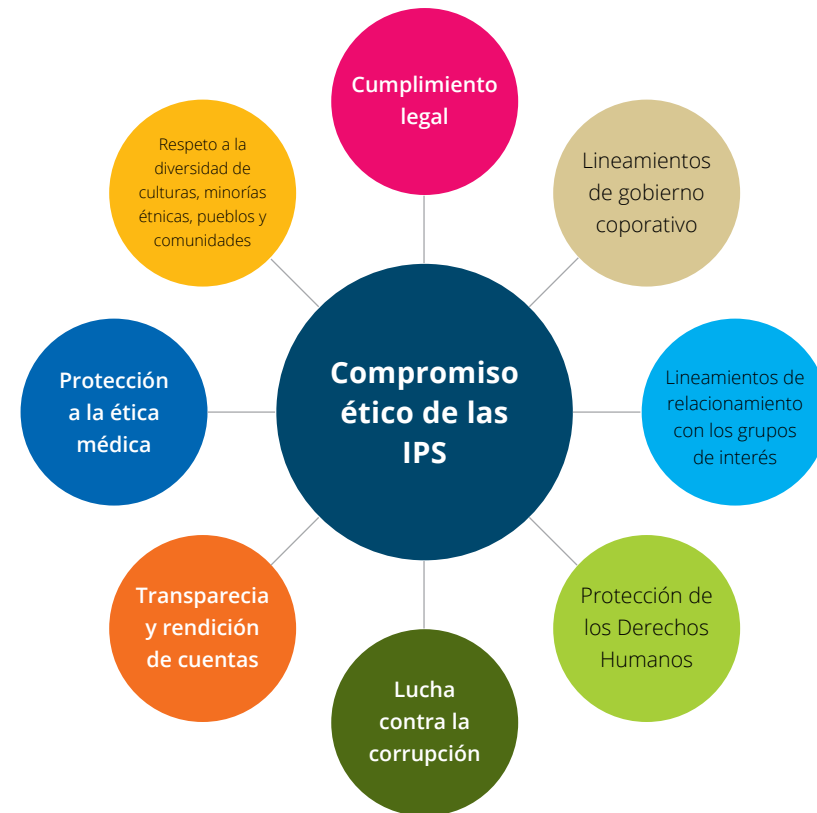 Cumplimiento
legal
Lineamientos
de gobierno
coporativo
Lineamientos de
relacionamiento
con los grupos
de interés
Protección de
los Derechos
Humanos
Lucha
contra la
corrupción
Transparecia
y rendición
de cuentas
Protección
a la ética
médica
Respeto a la
diversidad de
culturas, minorías
étnicas, pueblos y
comunidades
Compromiso
ético de las
IPS